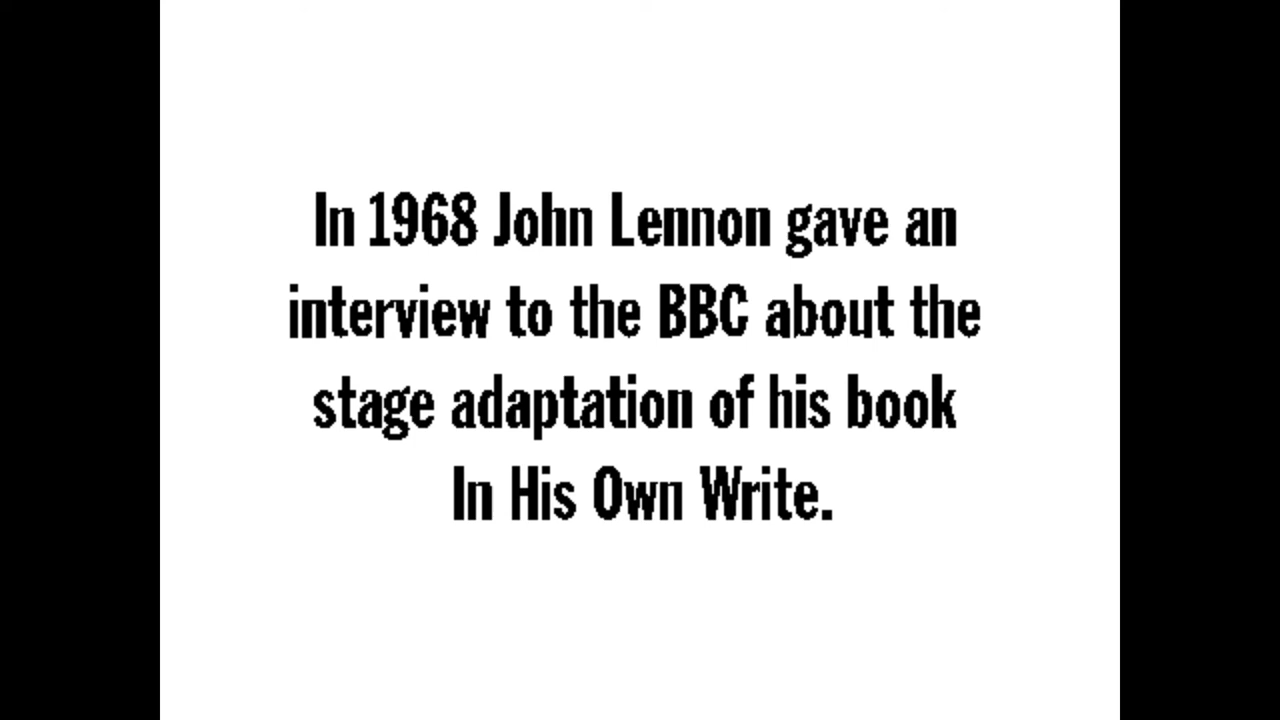 In 1968 John Lennon gave an
interview to the BBC about the
stage adaptation of his book
In His Own Write.